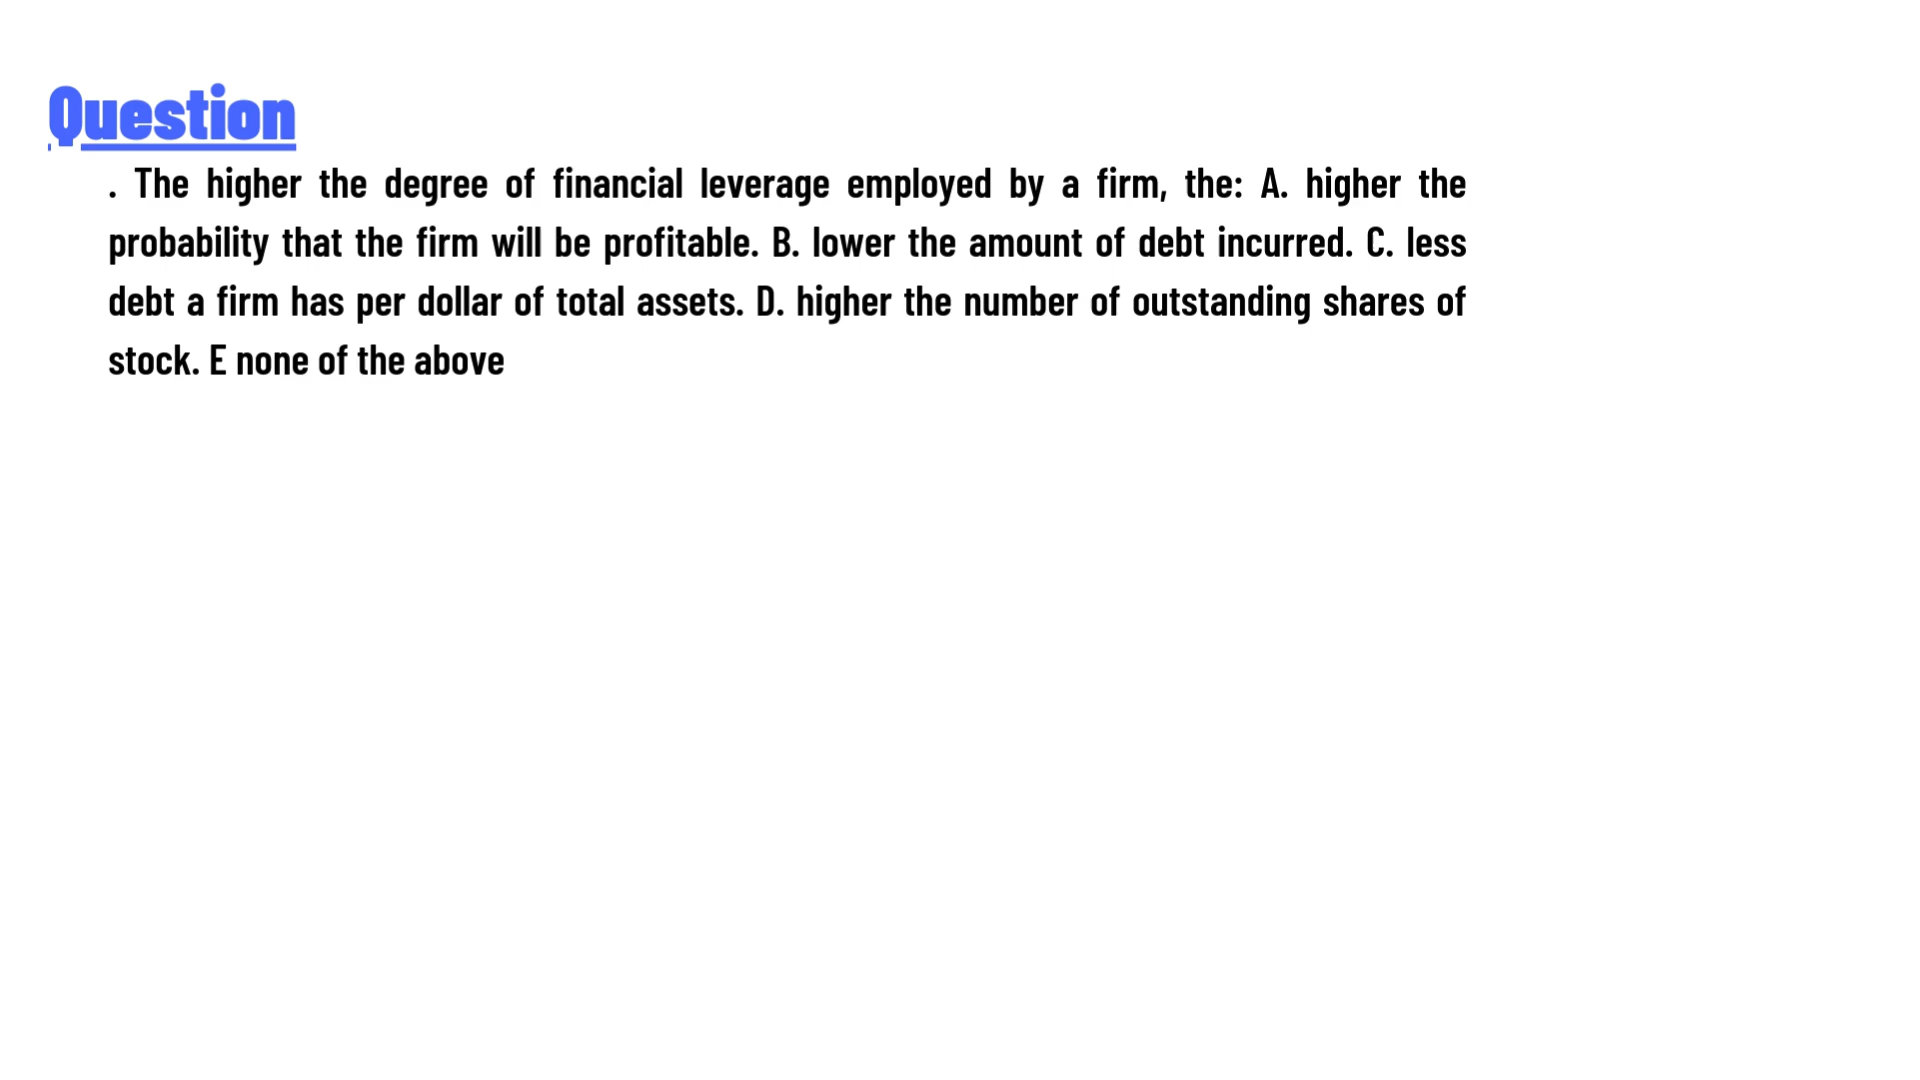 Question
. The higher the degree of financial leverage employed by a firm, the: A. higher the
probability that the firm will be profitable. B. lower the amount of debt incurred. C. less
debt a firm has per dollar of total assets. D. higher the number of outstanding shares of
stock. E none of the above